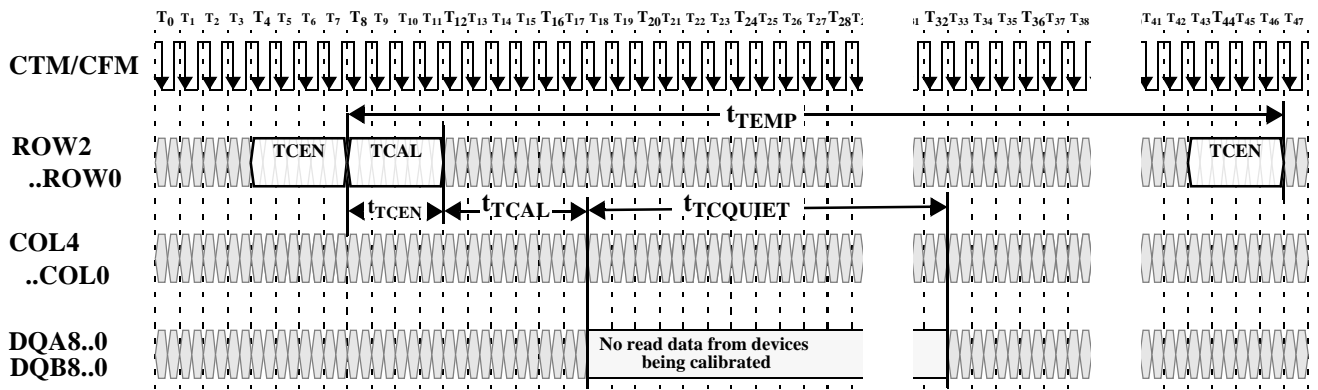 T0 T1 T2 T3 T4 T5 T6 T7 T8 T9 T10 T11 T12 T13 T14 T15 T16 T17 T18 T19 T20 T21 T22 T23 T24 T25 T26 T27 T28 T32 T33 T34 T35 T36 T37 T38 T41 T42 T43 T44 T45 T46 T47
CTM/CFM
tTEMP
ROW2
..ROW0
TCEN TCAL TCEN
tTCEN tTCAL tTCQUIET
COL4
..COL0
DQA8..0
DQB8..0
No read data from devices
being calibrated